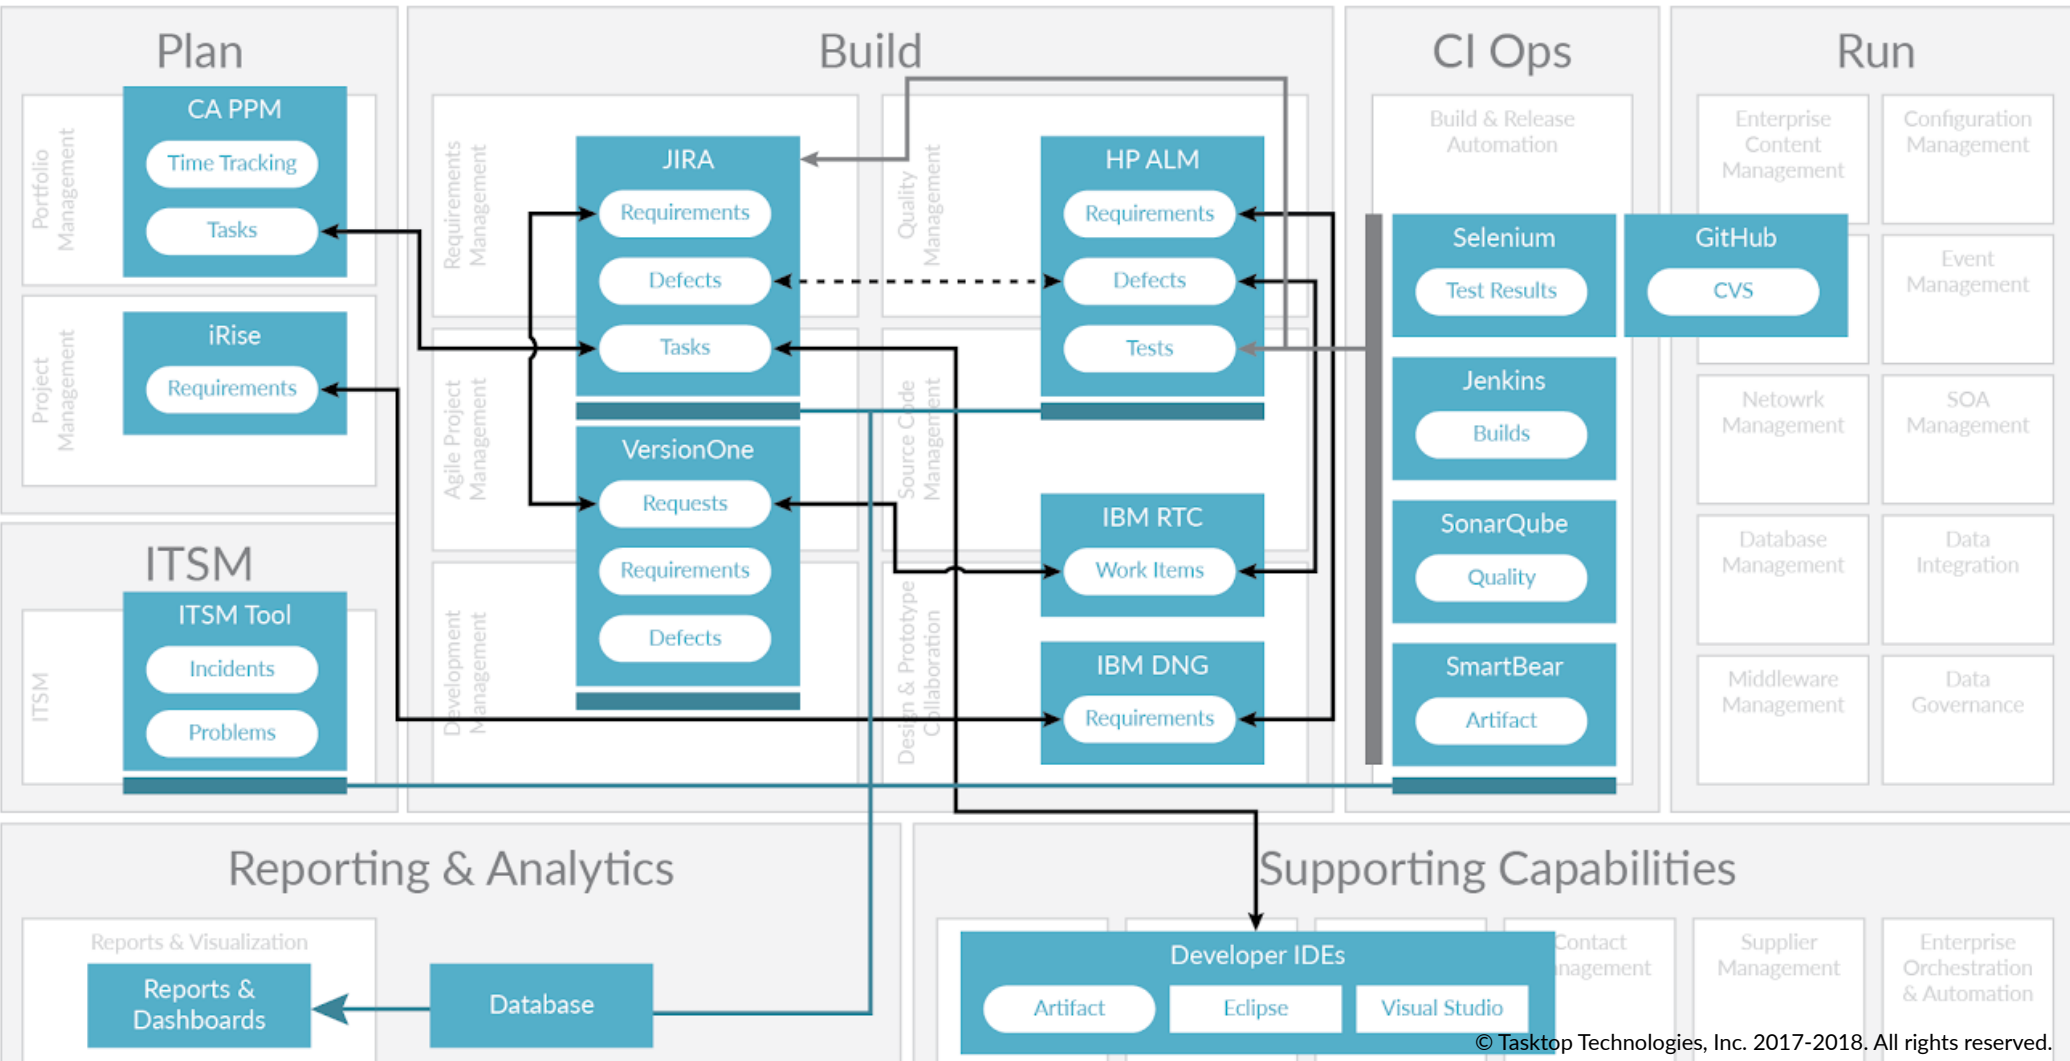 Plan
CA PPM
Time Tracking
Tasks
Portfolio
Management
iRise
Requirements
Project
Management
ITSM
ITSM Tool
Incidents
Problems
ITSM
Build
Requirements
Management
JIRA
Requirements
Defects
Tasks
Agile Project
Management
VersionOne
Requests
Requirements
Defects
Development
Management
Quality
Management
HP ALM
Requirements
Defects
Tests
Source Code
Management
IBM RTC
Work Items
Design & Prototype
Collaboration
IBM DNG
Requirements
CI Ops
Build & Release
Automation
Selenium
Test Results
Jenkins
Builds
SonarQube
Quality
SmartBear
Artifact
Run
Enterprise
Content
Management
Configuration
Management
GitHub
CVS
Event
Management
Netowrk
Management
SOA
Management
Database
Management
Data
Integration
Middleware
Management
Data
Governance
Reporting & Analytics
Reports & Visualization
Reports &
Dashboards
Database
Supporting Capabilities
Developer IDEs
Artifact
Eclipse
Visual Studio
Contact
nagement
Supplier
Management
Enterprise
Orchestration
& Automation
© Tasktop Technologies, Inc. 2017-2018. All rights reserved.